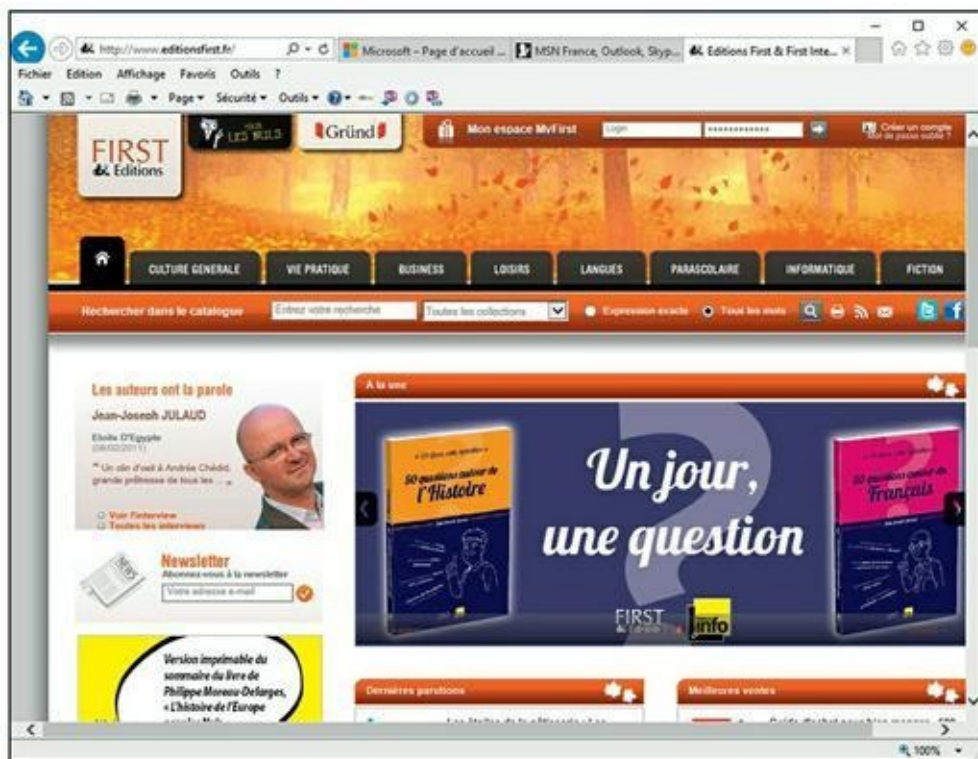 http://www.editionsfirst.fr/
Microsoft – Page d'accueil ...
MSN France, Outlook, Skyp...
Editions First & First Inte...
Fichier Edition Affichage Favoris Outils ?
Page Sécurité Outils
FIRST
& Editions
LES NULS
Gründ
Mon espace MyFirst
Login
Créer un compte
Mot de passe oublié ?
CULTURE GENERALE
VIE PRATIQUE
BUSINESS
LOISIRS
LANGUES
PARASCOLAIRE
INFORMATIQUE
FICTION
Rechercher dans le catalogue
Entrez votre recherche
Toutes les collections
Expression exacte
Tous les mots
Les auteurs ont la parole
Jean-Joseph JULAUD
Etoile D'Egypte
(08/02/2011)
" Un clin d'oeil à Andrée Chédid,
grande prêtresse de tous les ... "
Voir l'interview
Toutes les interviews
NEWS
Newsletter
Abonnez-vous à la newsletter
Votre adresse e-mail
Version imprimable du
sommaire du livre de
Philippe Moreau-Defarges,
« L'histoire de l'Europe
A la une
50 questions autour de
l'Histoire
Un jour,
une question
50 questions autour du
Français
FIRST
info
Dernières parutions
Meilleures ventes
100%